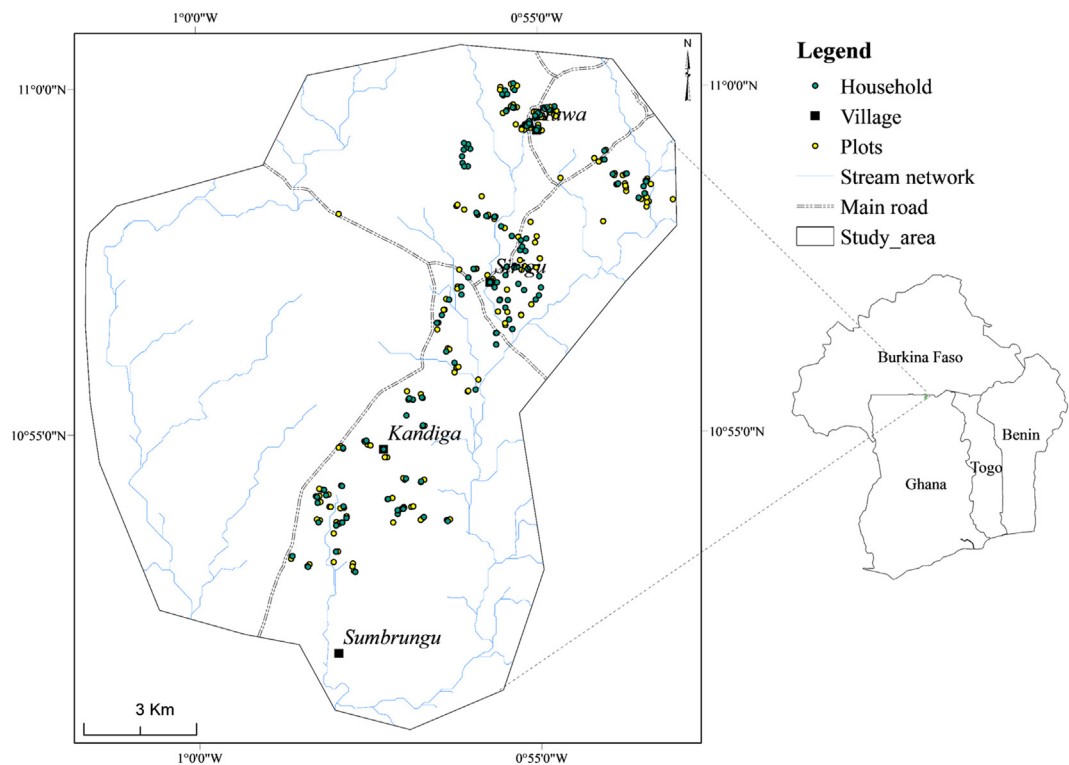 1°0'0"W
0°55'0"W
N
11°0'0"N
11°0'0"N
Legend
Household
Village
Plots
Stream network
Main road
Study_area
Burkina Faso
Benin
Togo
Ghana
10°55'0"N
10°55'0"N
Kandiga
Sumbrungu
3 Km
1°0'0"W
0°55'0"W